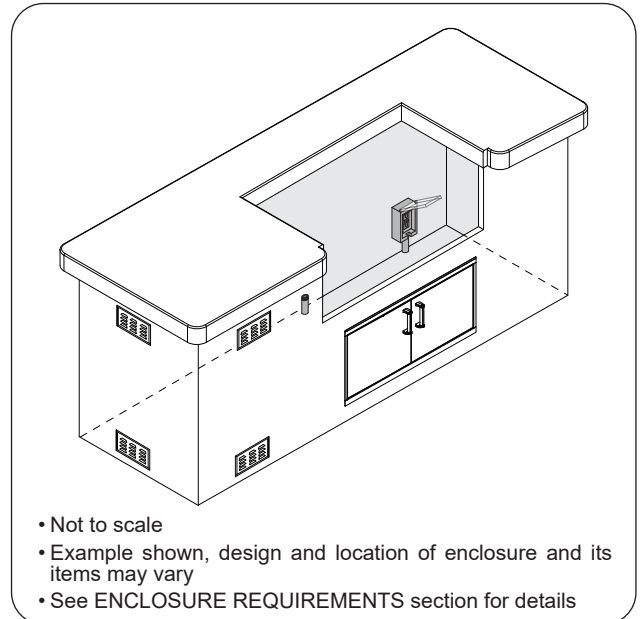 • Not to scale
• Example shown, design and location of enclosure and its
items may vary
• See ENCLOSURE REQUIREMENTS section for details